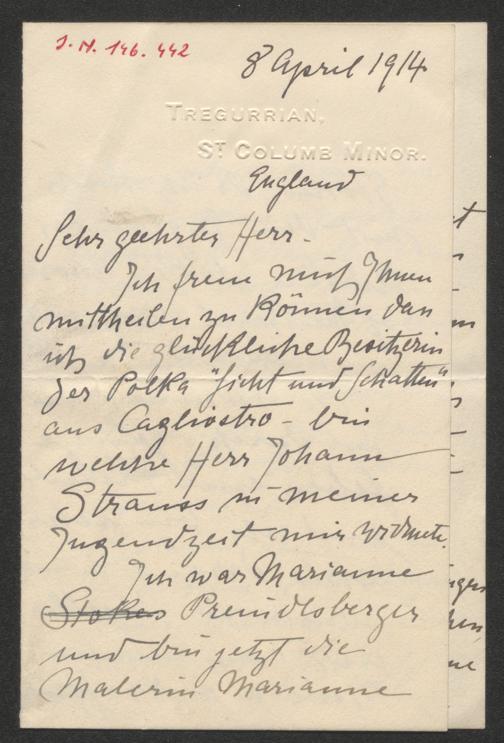 J. N. 146.442
8 April 1914
TREGURRIAN,
ST COLUMB MINOR.
England
Sehr geehrter Herr.
Ich freue mich Ihnen
mittheilen zu können dass
ich die glückliche Besitzerin
der Polka "Licht und Schatten"
aus Cagliostro - bin
welche Herr Johann
Strauss in meiner
Jugendzeit mir widmete.
Ich war Marianne
Stokes Preindlsberger
und bin jetzt die
Malerin Marianne